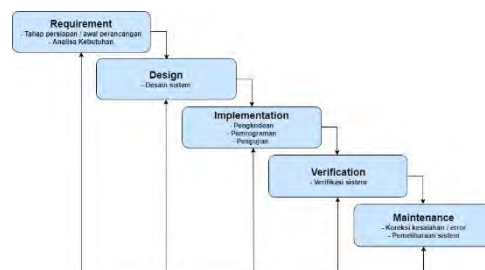 Requirement
- Tahap persiapan / awal perancangan
- Analisa Kebutuhan
Design
- Desain sistem
Implementation
- Pengkodean
- Pemrograman
- Pengujian
Verification
- Verifikasi sistem
Maintenance
- Koreksi kesalahan / error
- Pemeliharaan sistem